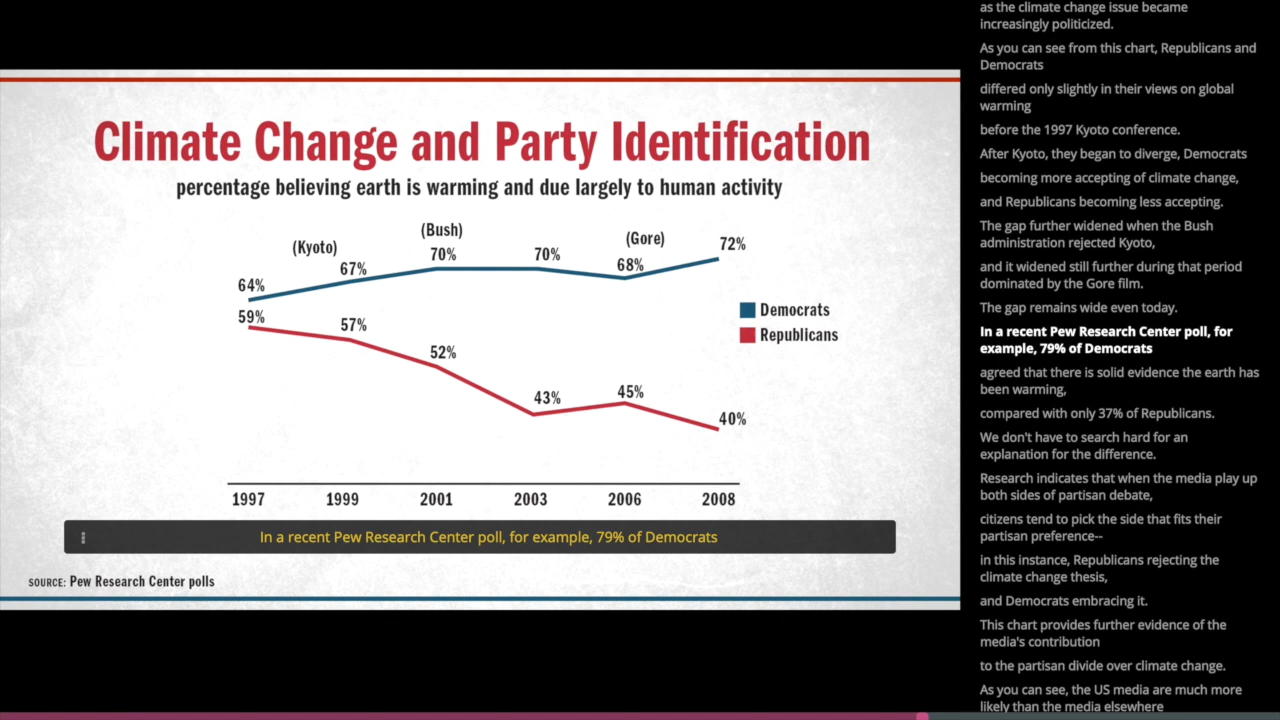 Climate Change and Party Identification
percentage believing earth is warming and due largely to human activity
(Kyoto)
(Bush)
(Gore)
64%
67%
70%
70%
68%
72%
59%
57%
52%
43%
45%
40%
Democrats
Republicans
1997
1999
2001
2003
2006
2008
In a recent Pew Research Center poll, for example, 79% of Democrats
SOURCE: Pew Research Center polls
as the climate change issue became
increasingly politicized.
As you can see from this chart, Republicans and
Democrats
differed only slightly in their views on global
warming
before the 1997 Kyoto conference.
After Kyoto, they began to diverge, Democrats
becoming more accepting of climate change,
and Republicans becoming less accepting.
The gap further widened when the Bush
administration rejected Kyoto,
and it widened still further during that period
dominated by the Gore film.
The gap remains wide even today.
In a recent Pew Research Center poll, for
example, 79% of Democrats
agreed that there is solid evidence the earth has
been warming,
compared with only 37% of Republicans.
We don't have to search hard for an
explanation for the difference.
Research indicates that when the media play up
both sides of partisan debate,
citizens tend to pick the side that fits their
partisan preference--
in this instance, Republicans rejecting the
climate change thesis,
and Democrats embracing it.
This chart provides further evidence of the
media's contribution
to the partisan divide over climate change.
As you can see, the US media are much more
likely than the media elsewhere